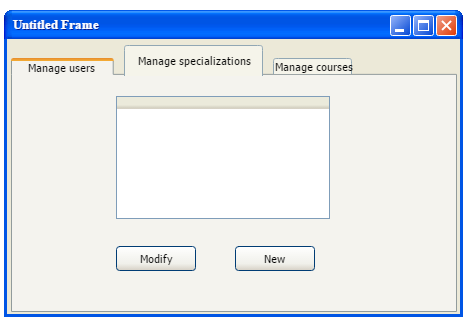 Untitled Frame
Manage users
Manage specializations
Manage courses
Modify
New